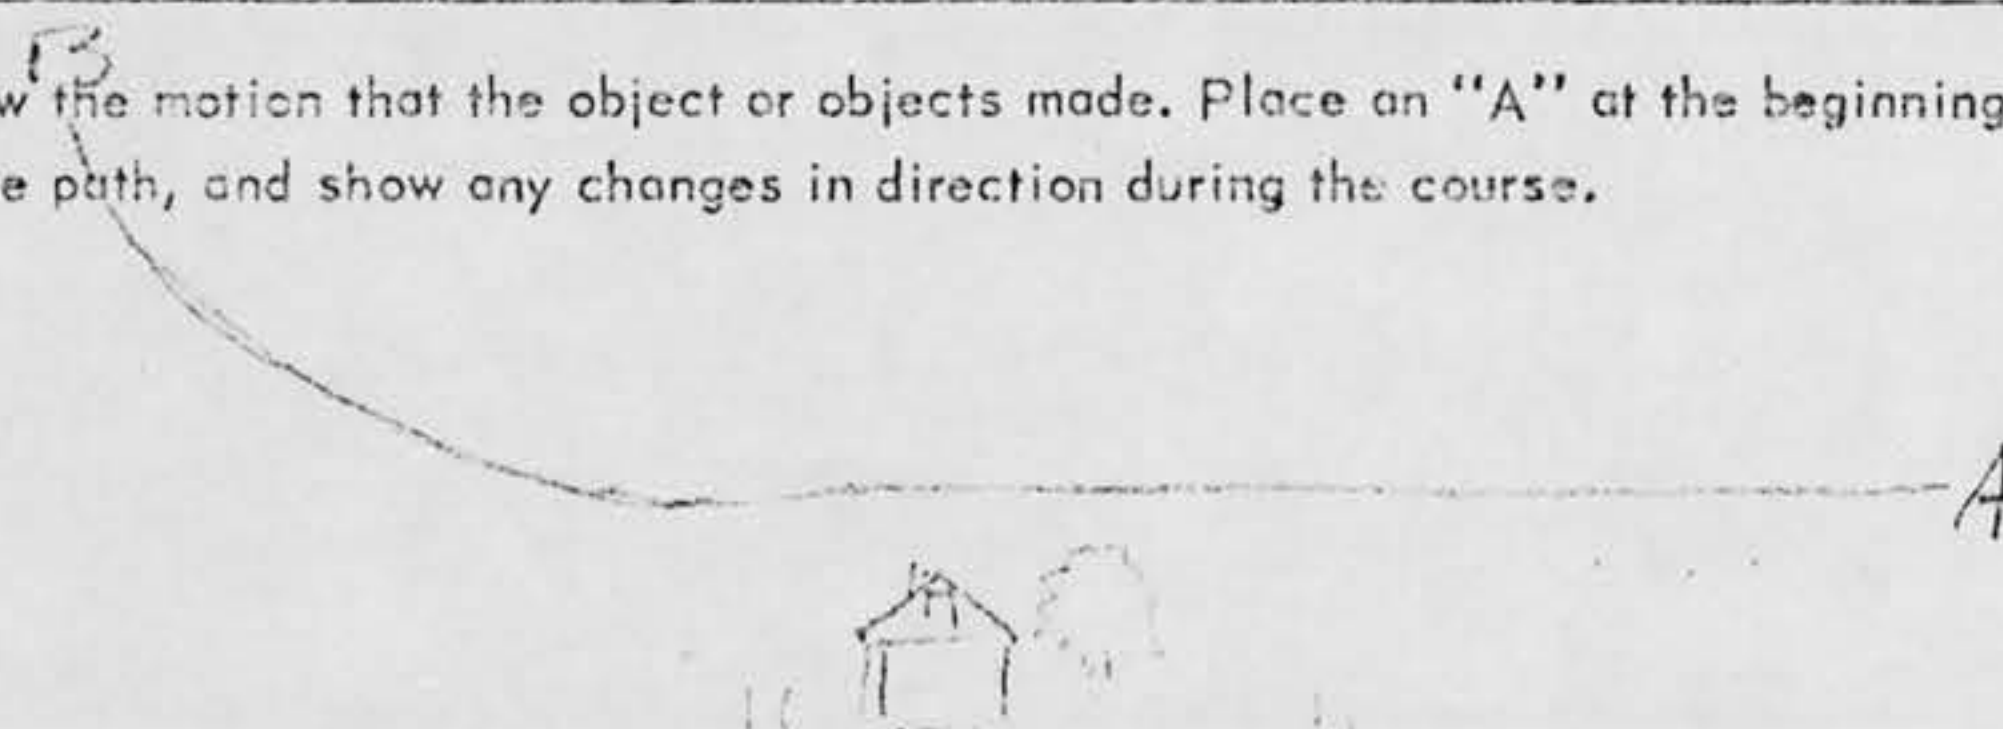 B
w the motion that the object or objects made. Place an "A" at the beginning
e path, and show any changes in direction during the course.
A